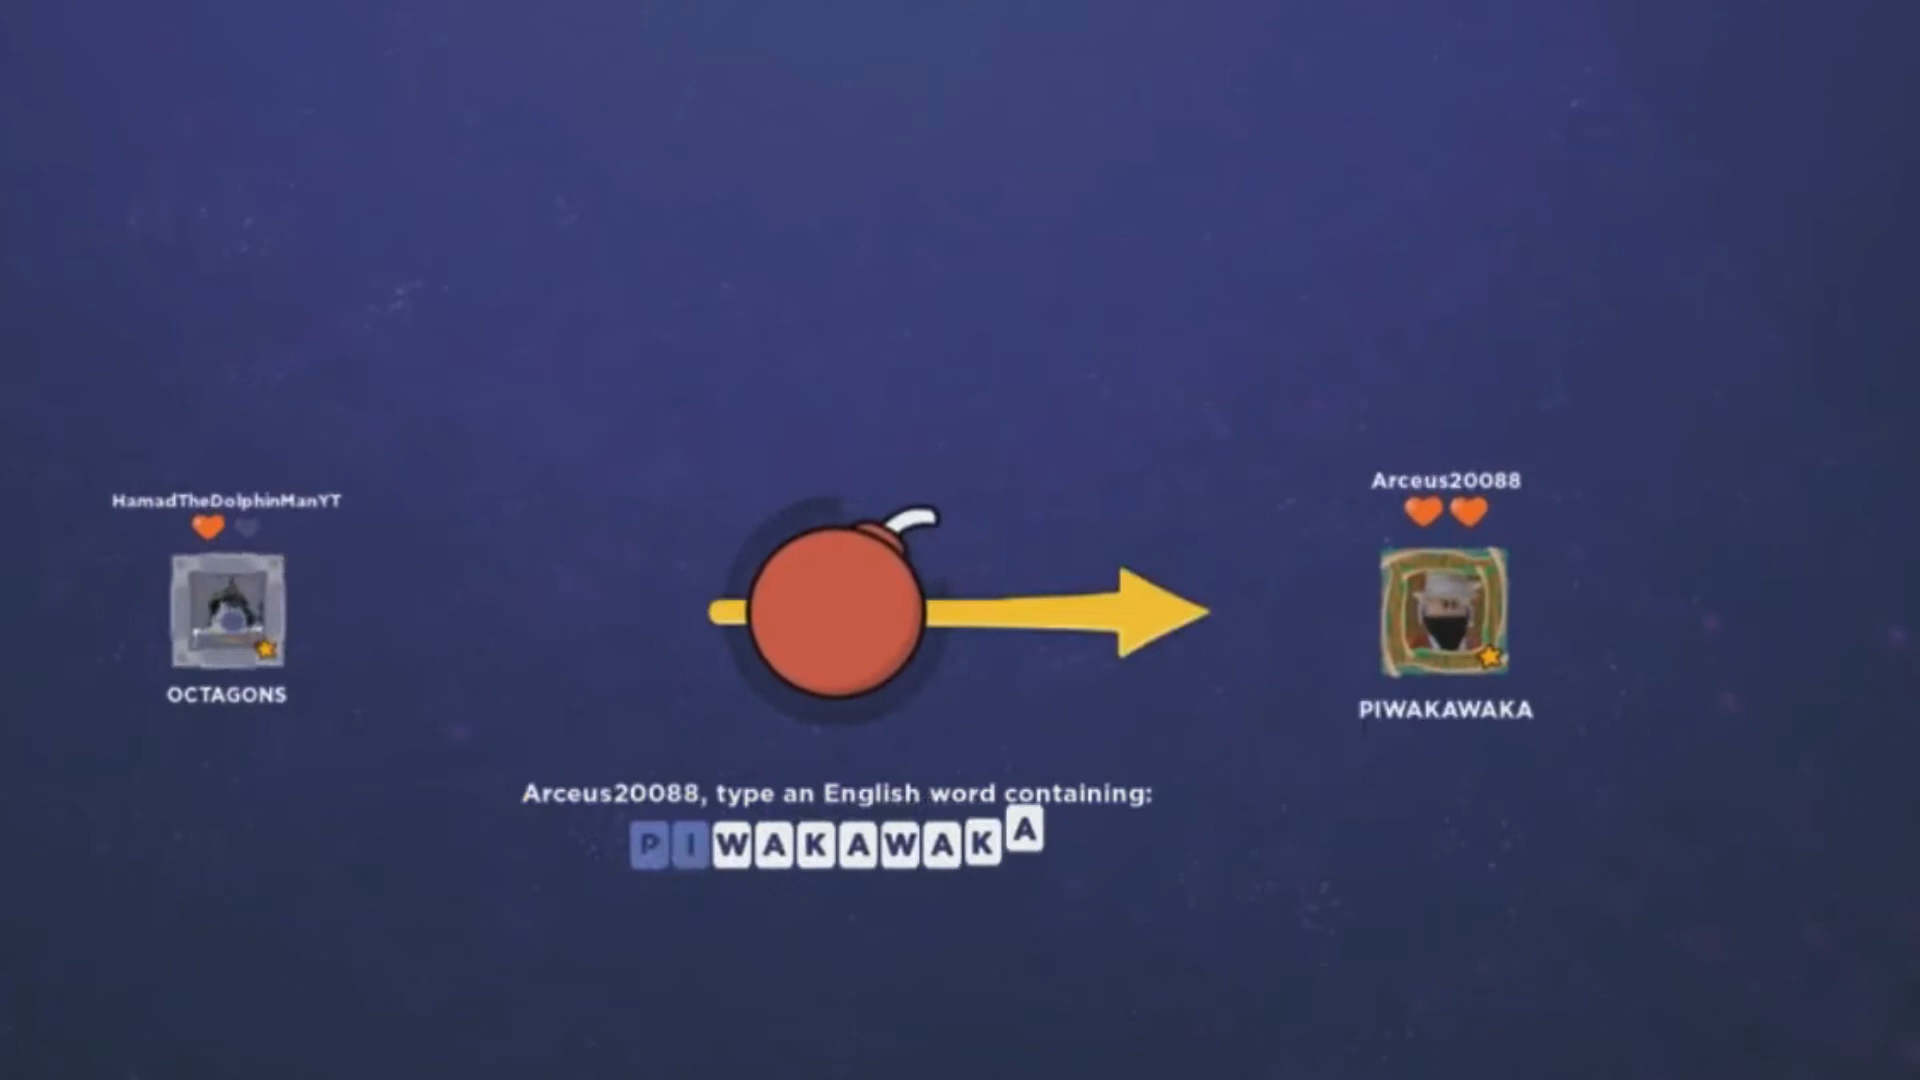 HamadTheDolphinManYT
OCTAGONS
Arceus20088
PIWAKAWAKA
Arceus20088, type an English word containing:
PIWAKAWAKA